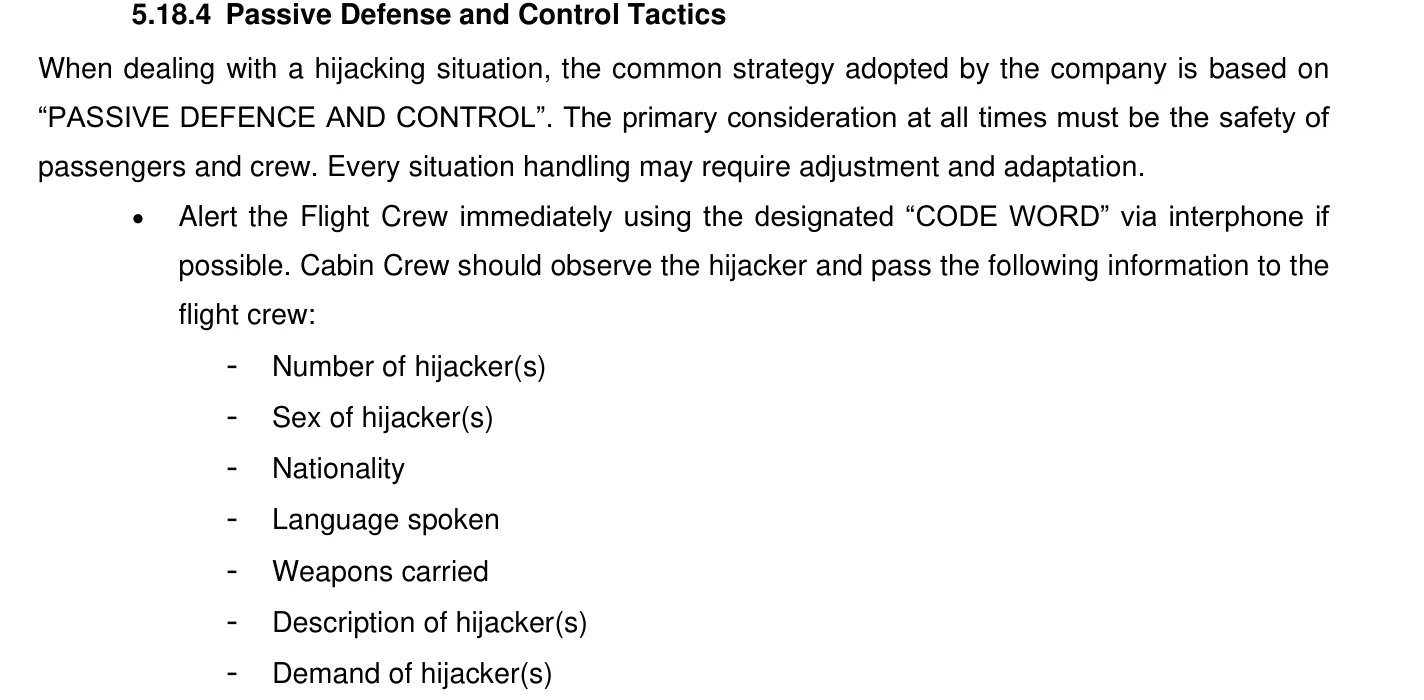 5.18.4 Passive Defense and Control Tactics
When dealing with a hijacking situation, the common strategy adopted by the company is based on
“PASSIVE DEFENCE AND CONTROL”. The primary consideration at all times must be the safety of
passengers and crew. Every situation handling may require adjustment and adaptation.
• Alert the Flight Crew immediately using the designated “CODE WORD” via interphone if
possible. Cabin Crew should observe the hijacker and pass the following information to the
flight crew:
- Number of hijacker(s)
- Sex of hijacker(s)
- Nationality
- Language spoken
- Weapons carried
- Description of hijacker(s)
- Demand of hijacker(s)